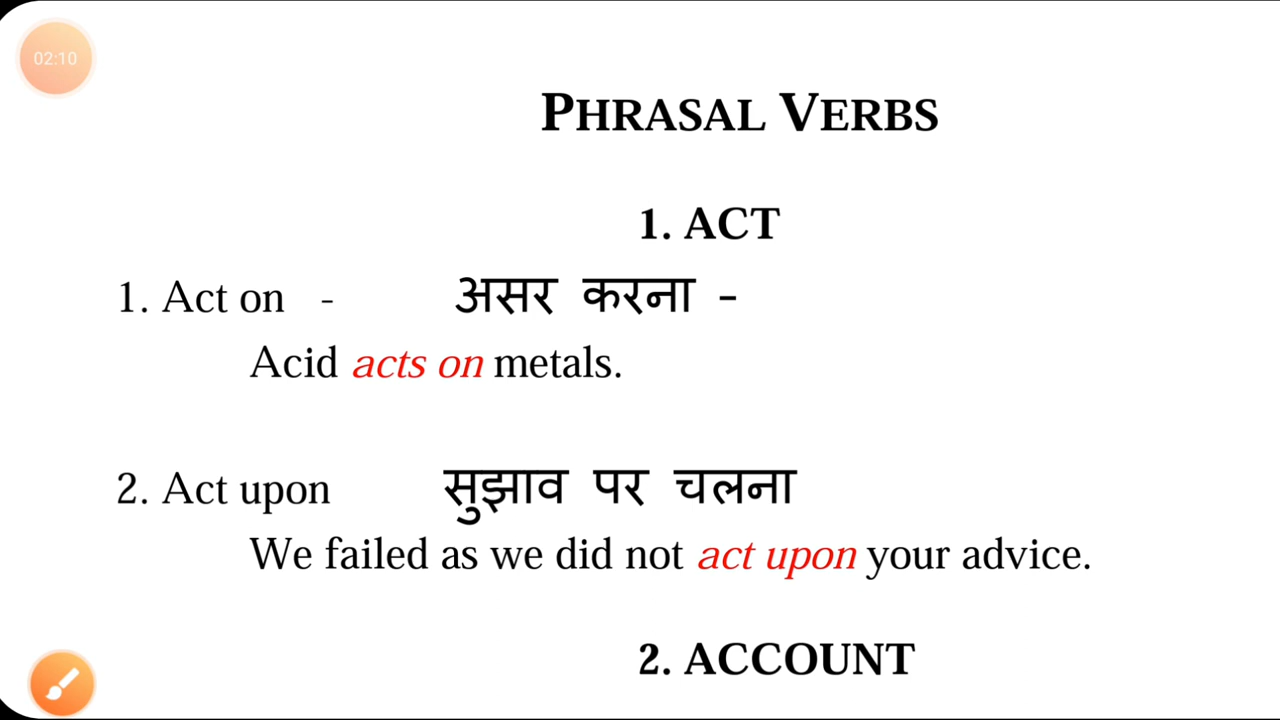 02:10
PHRASAL VERBS
1. ACT
1. Act on - असर करना -
Acid acts on metals.
2. Act upon सुझाव पर चलना
We failed as we did not act upon your advice.
2. ACCOUNT